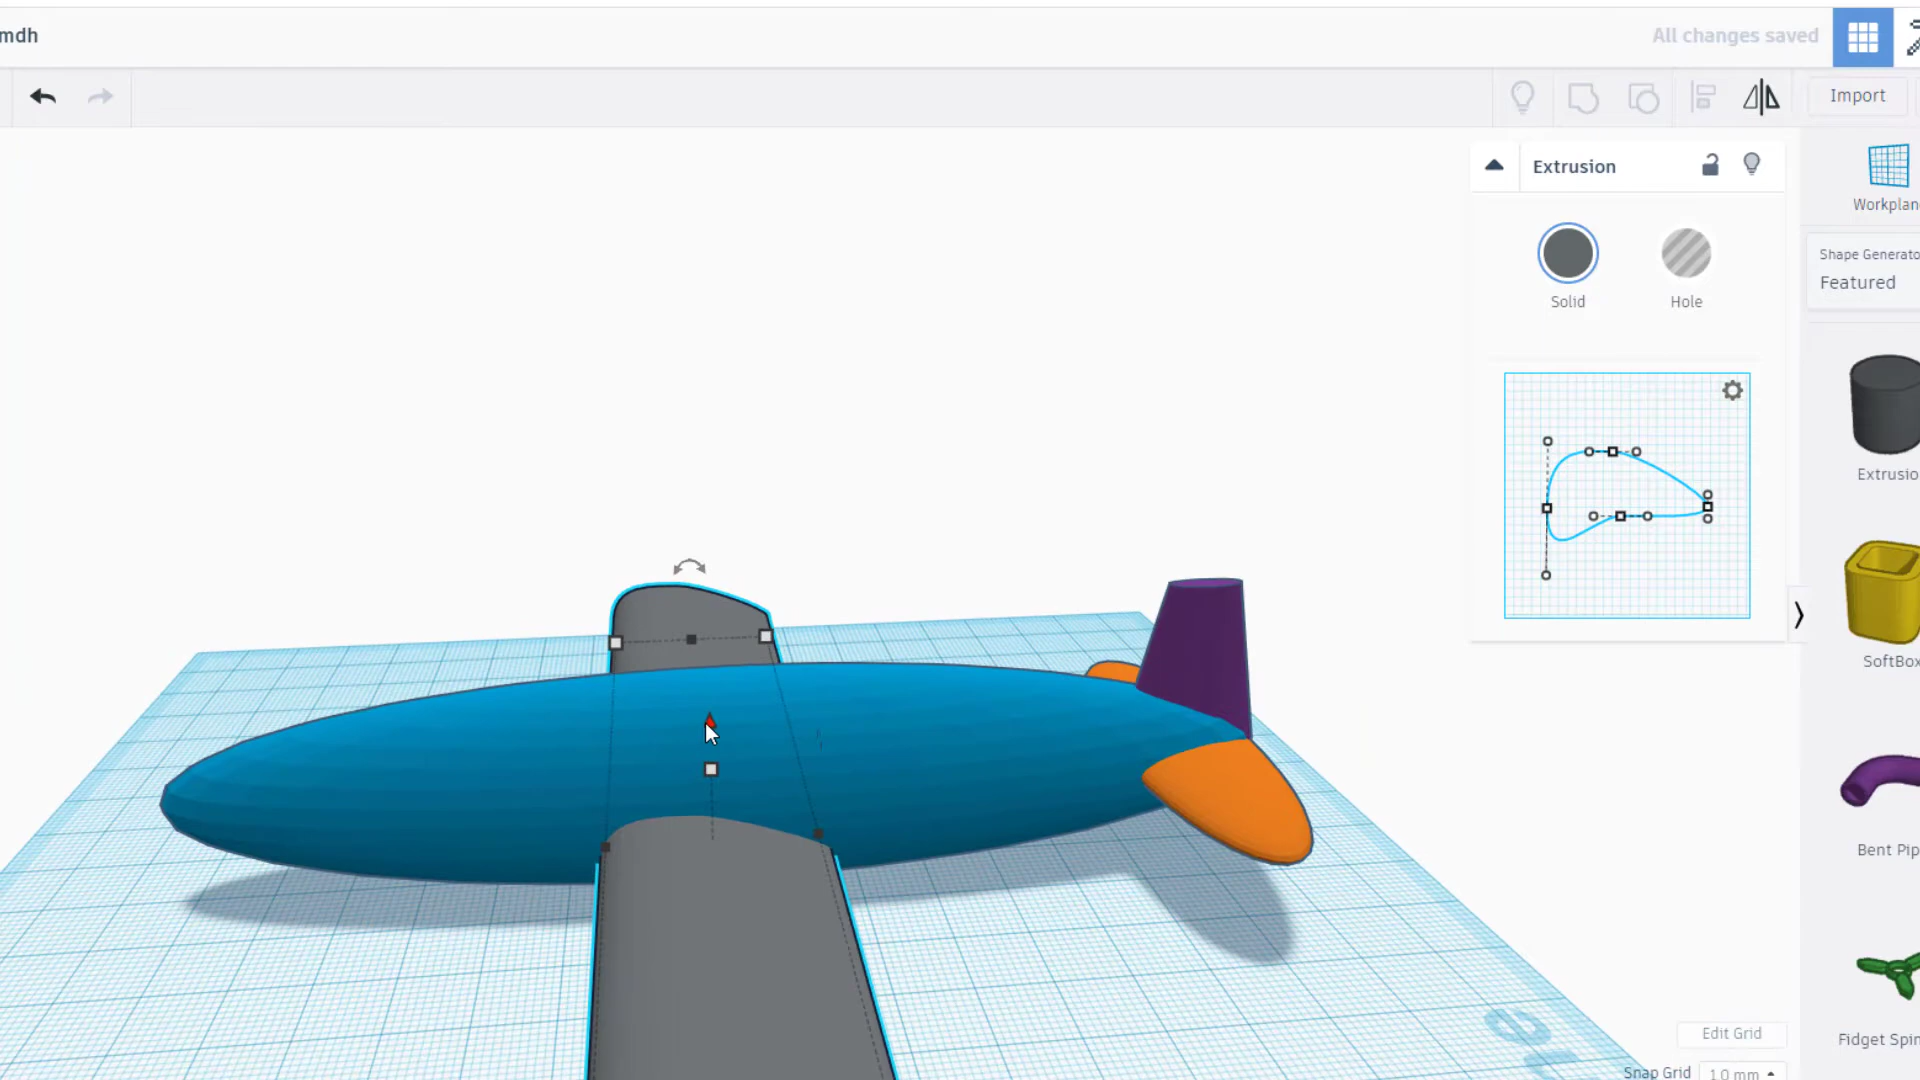 mdh
All changes saved
Import
Extrusion
Solid
Hole
Workplan
Shape Generato
Featured
Extrusio
SoftBox
Bent Pip
Fidget Spin
Edit Grid
Snap Grid 1.0 mm